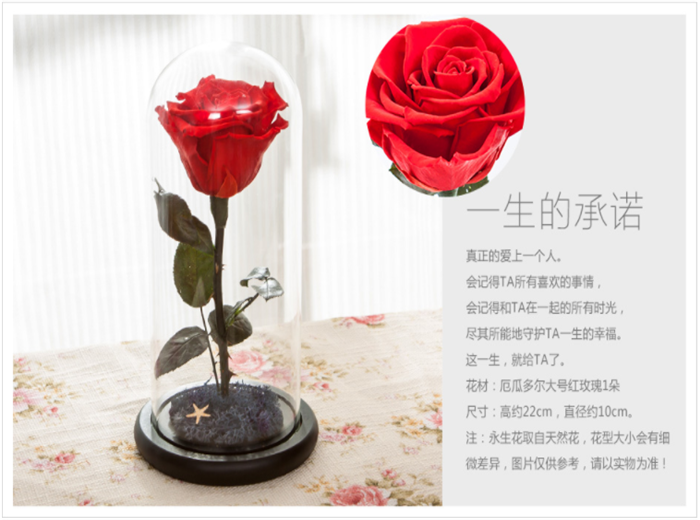 一生的承诺
真正的爱上一个人。
会记得TA所有喜欢的事情，
会记得和TA在一起的所有时光，
尽其所能地守护TA一生的幸福。
这一生，就给TA了。
花材：厄瓜多尔大号红玫瑰1朵
尺寸：高约22cm，直径约10cm。
注：永生花取自天然花，花型大小会有细
微差异，图片仅供参考，请以实物为准！